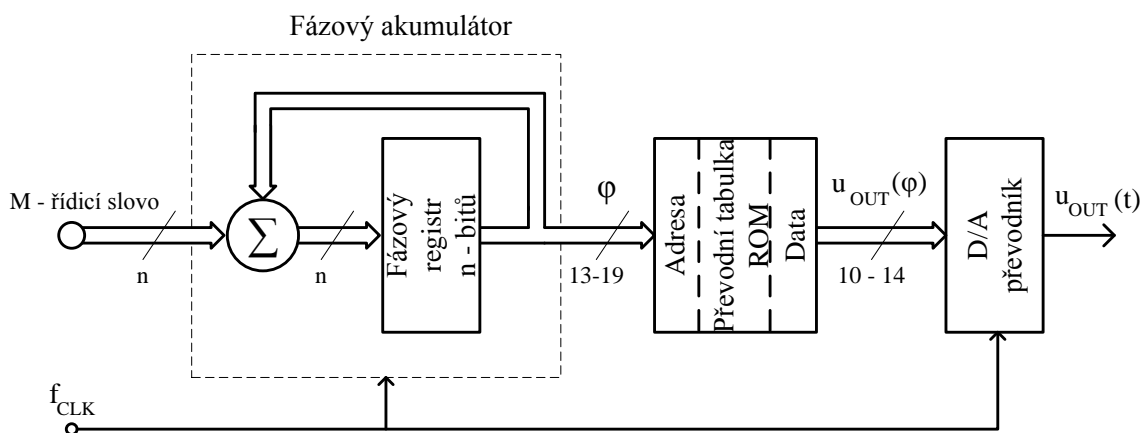 Fázový akumulátor
M - řídicí slovo
n
Σ
n
Fázový
registr
n - bitů
φ
13-19
Adresa
Převodní tabulka
ROM
Data
u_OUT(φ)
10 - 14
D/A
převodník
u_OUT(t)
f_CLK